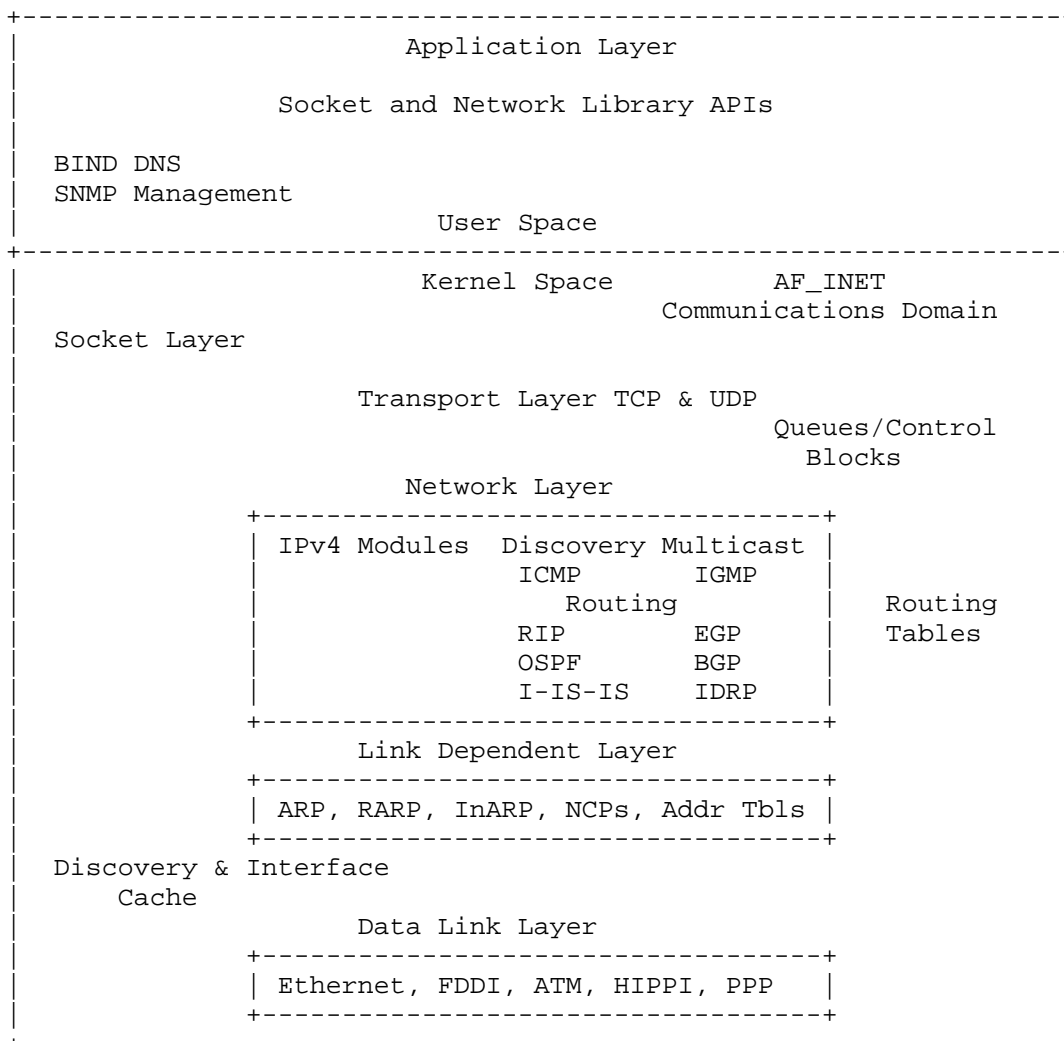 Application Layer
Socket and Network Library APIs
BIND DNS
SNMP Management
User Space
Kernel Space AF_INET
Communications Domain
Socket Layer
Transport Layer TCP & UDP
Queues/Control
Blocks
Network Layer
IPv4 Modules Discovery Multicast
ICMP IGMP
Routing Routing
RIP EGP Tables
OSPF BGP
I-IS-IS IDRP
Link Dependent Layer
ARP, RARP, InARP, NCPs, Addr Tbls
Discovery & Interface
Cache
Data Link Layer
Ethernet, FDDI, ATM, HIPPI, PPP